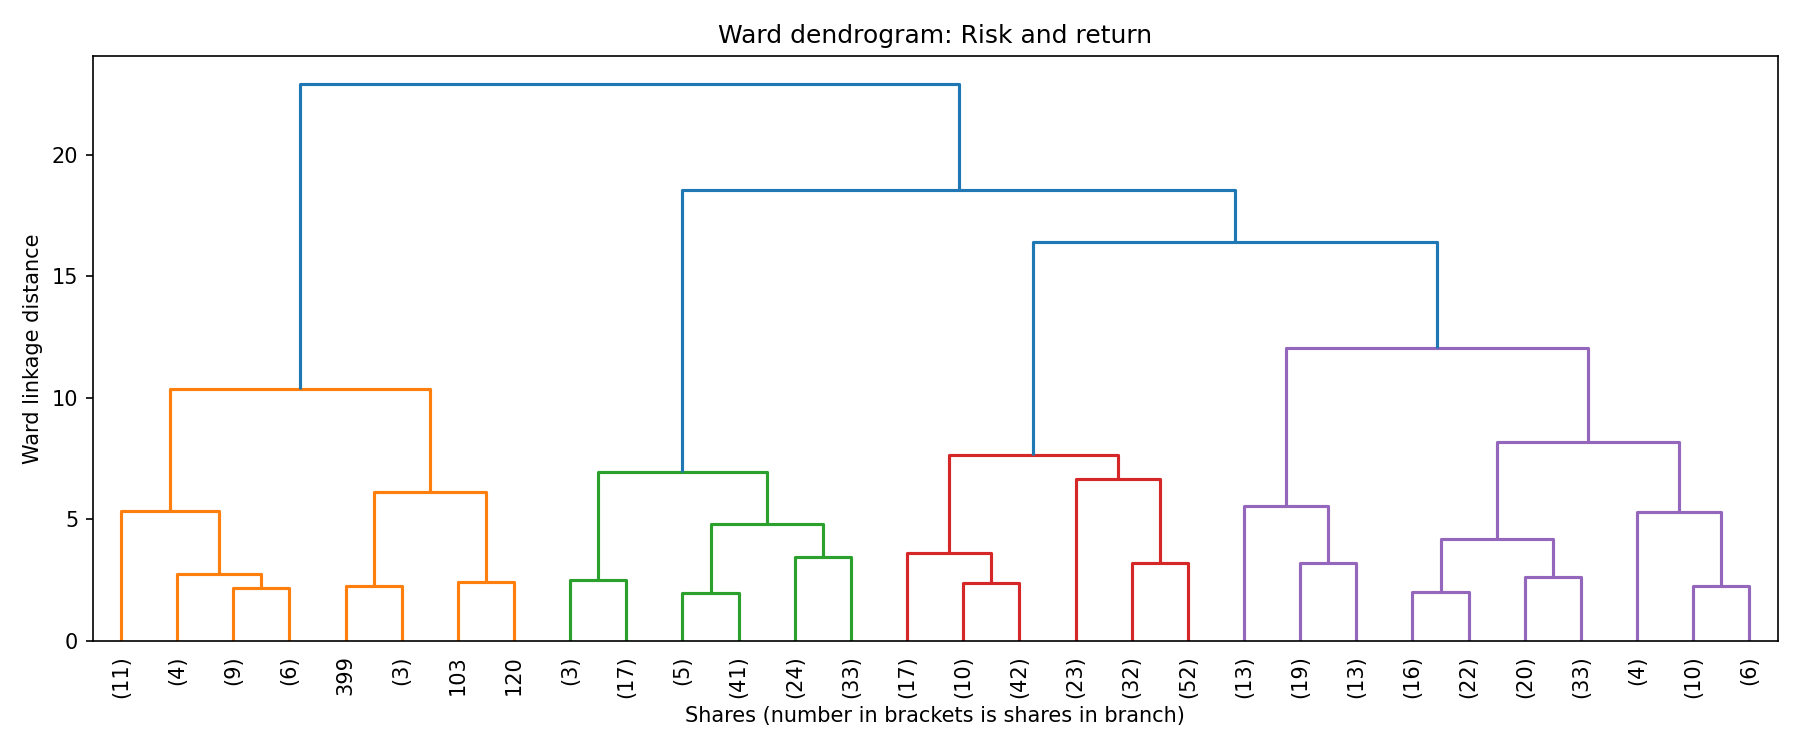 Ward dendrogram: Risk and return
Ward linkage distance
20
15
10
5
0
(11) (4) (9) (6) 399 (3) 103 120 (3) (17) (5) (41) (24) (33) (17) (10) (42) (23) (32) (52) (13) (19) (13) (16) (22) (20) (33) (4) (10) (6)
Shares (number in brackets is shares in branch)